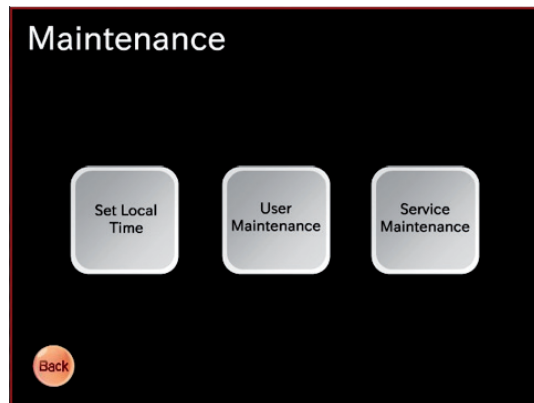 Maintenance
Set Local
Time
User
Maintenance
Service
Maintenance
Back